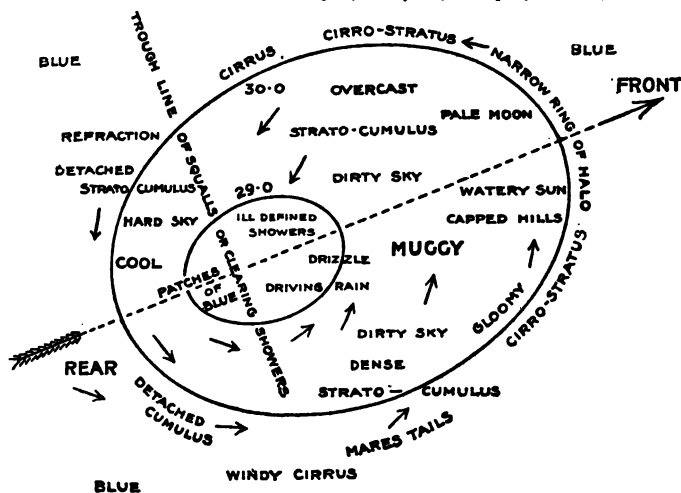 CIRRO-STRATUS
BLUE
BLUE
CIRRUS
NARROW RING OF HALO
FRONT
TROUGH LINE OF SQUALLS OR CLEARING SHOWERS
30·0
OVERCAST
PALE MOON
REFRACTION
STRATO-CUMULUS
DETACHED
STRATO CUMULUS
DIRTY SKY
29·0
WATERY SUN
HARD SKY
ILL DEFINED
SHOWERS
CAPPED HILLS
MUGGY
COOL
DRIZZLE
PATCHES
OF
BLUE
DRIVING RAIN
GLOOMY
CIRRO-STRATUS
DIRTY SKY
REAR
DENSE
STRATO - CUMULUS
DETACHED
CUMULUS
MARES TAILS
WINDY CIRRUS
BLUE